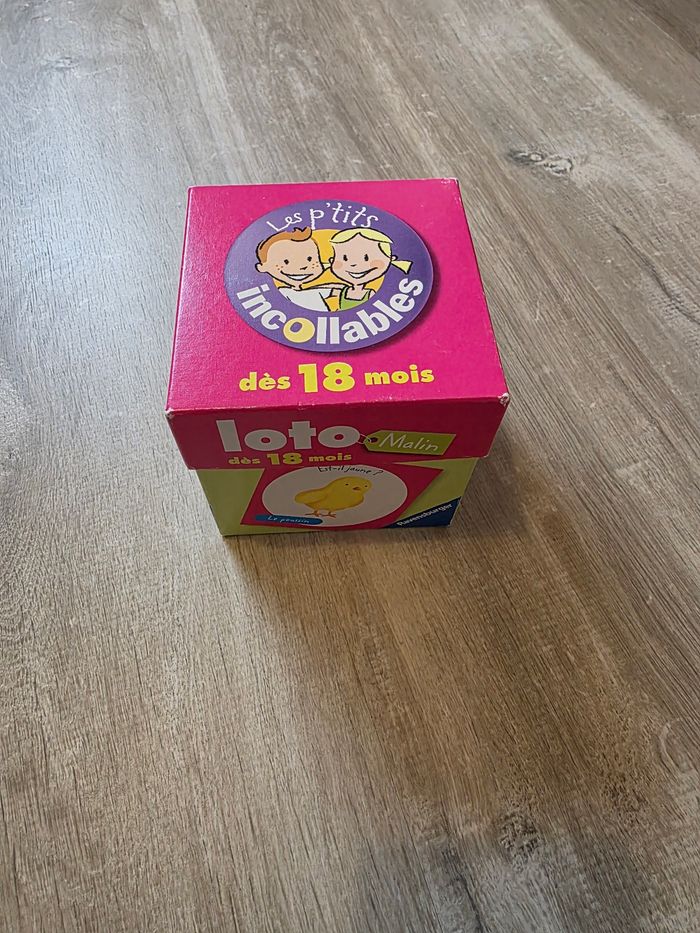 Les p'tits
incollables
dès 18 mois
loto Malin
dès 18 mois
Est-il jaune ?
Le poussin
Ravensburger